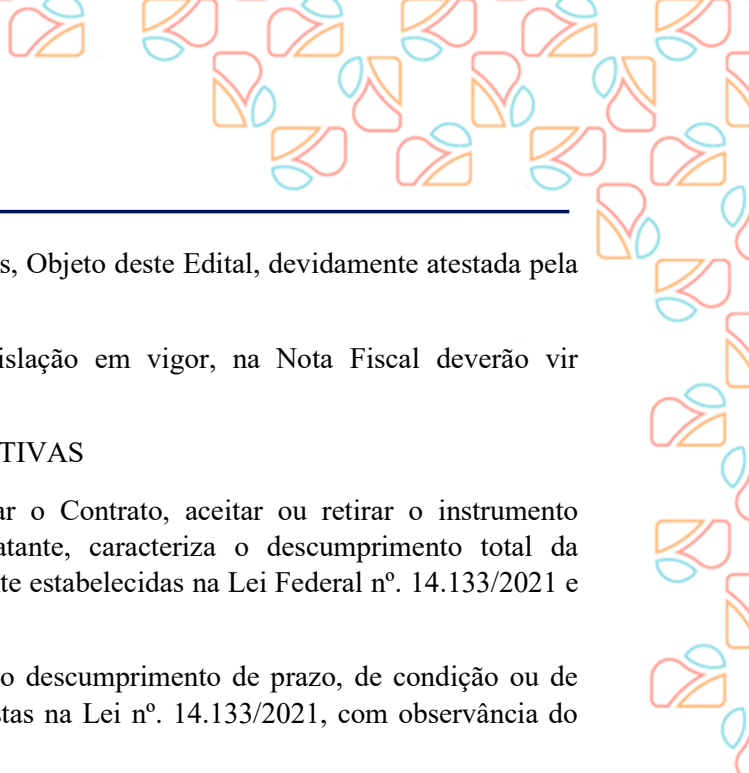 s, Objeto deste Edital, devidamente atestada pela
islação em vigor, na Nota Fiscal deverão vir
TIVAS
ar o Contrato, aceitar ou retirar o instrumento
atante, caracteriza o descumprimento total da
te estabelecidas na Lei Federal nº. 14.133/2021 e
o descumprimento de prazo, de condição ou de
stas na Lei nº. 14.133/2021, com observância do